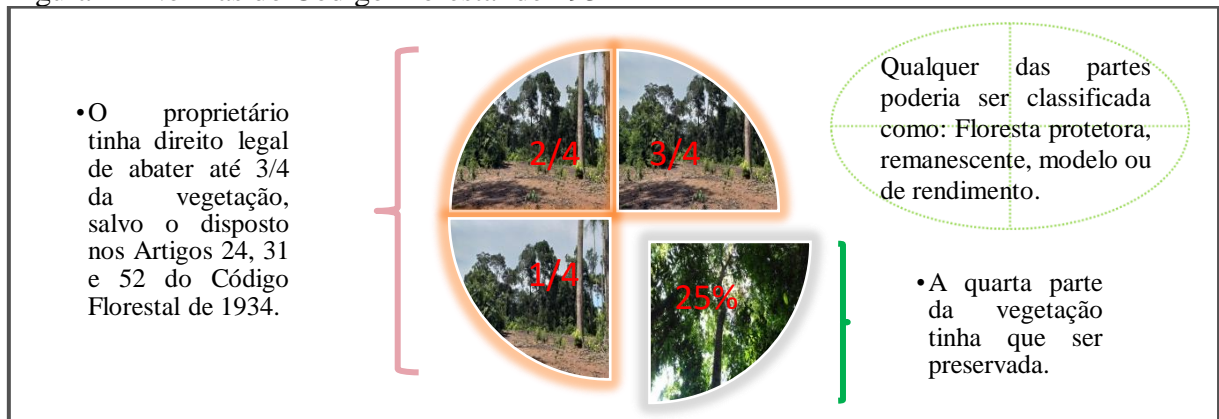 •O proprietário
tinha direito legal
de abater até 3/4
da vegetação,
salvo o disposto
nos Artigos 24, 31
e 52 do Código
Florestal de 1934.
2/4
3/4
1/4
25%
Qualquer das partes
poderia ser classificada
como: Floresta protetora,
remanescente, modelo ou
de rendimento.
•A quarta parte
da vegetação
tinha que ser
preservada.